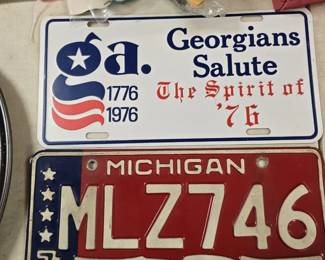 ga.
1776
1976
Georgians
Salute
The Spirit of
'76
MICHIGAN
MLZ746